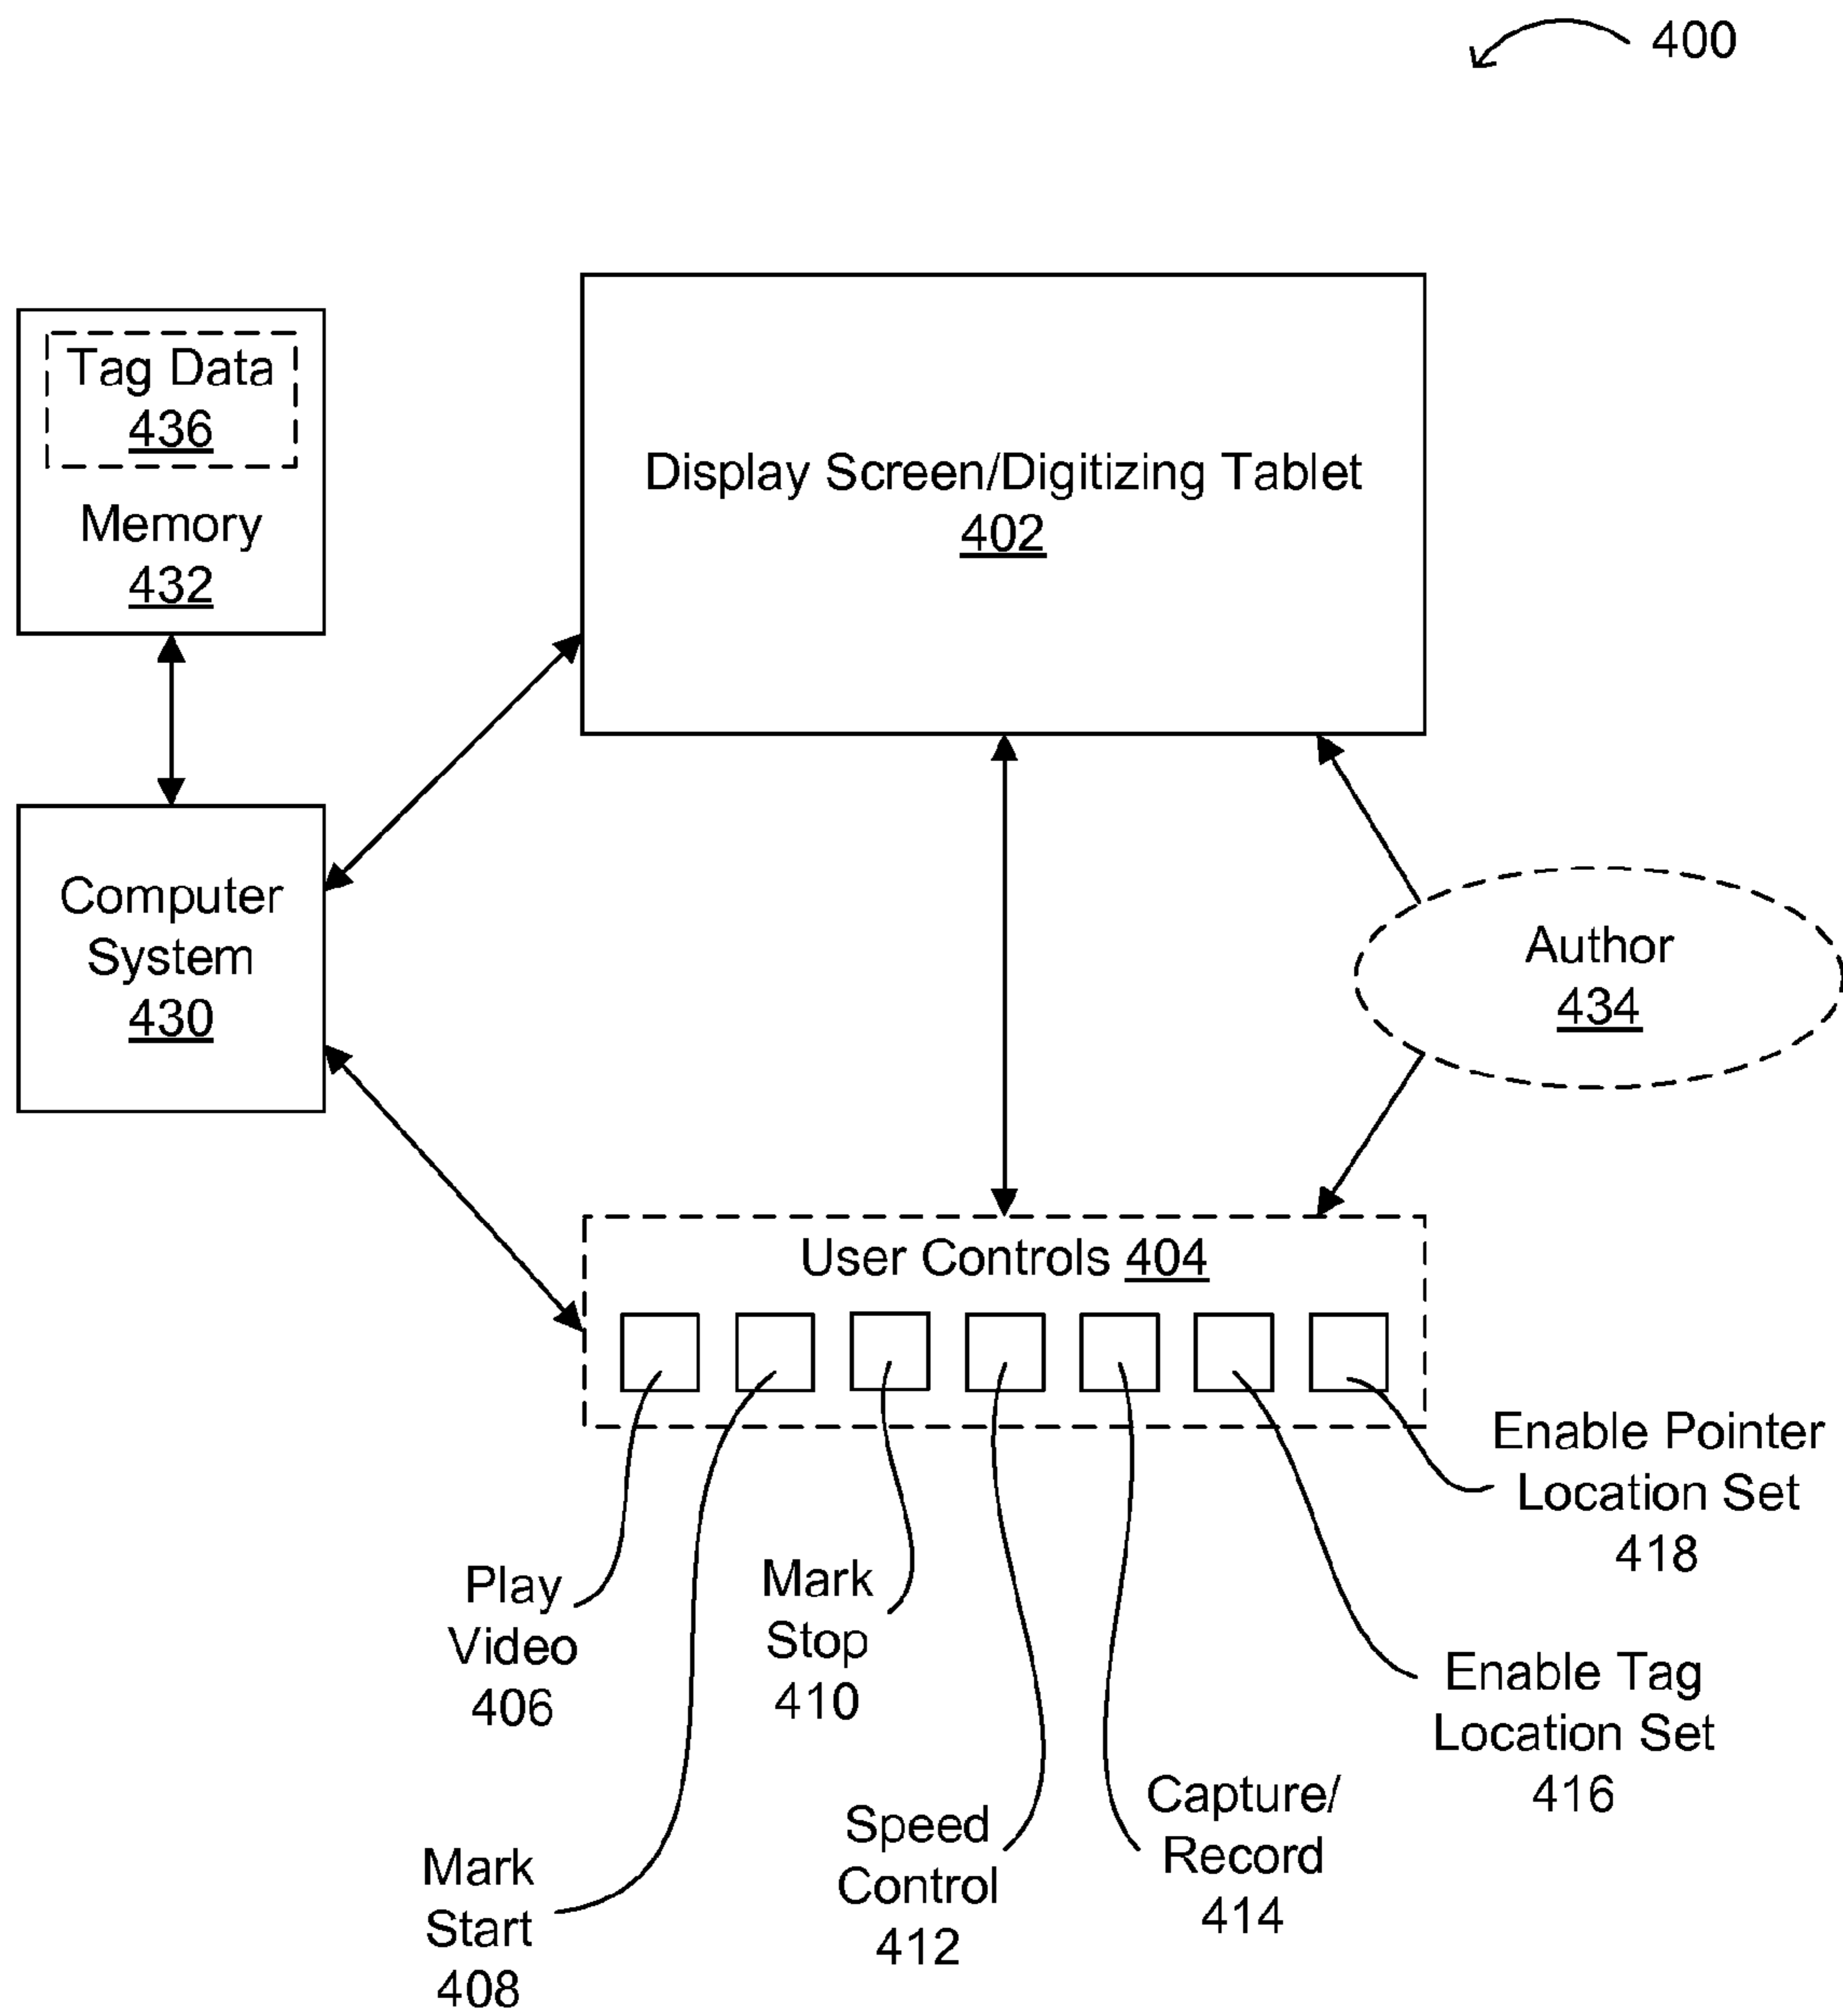 400
Tag Data
436
Memory
432
Display Screen/Digitizing Tablet
402
Computer
System
430
Author
434
User Controls 404
Enable Pointer
Location Set
418
Play
Video
406
Mark
Stop
410
Enable Tag
Location Set
416
Capture/
Record
414
Speed
Control
412
Mark
Start
408